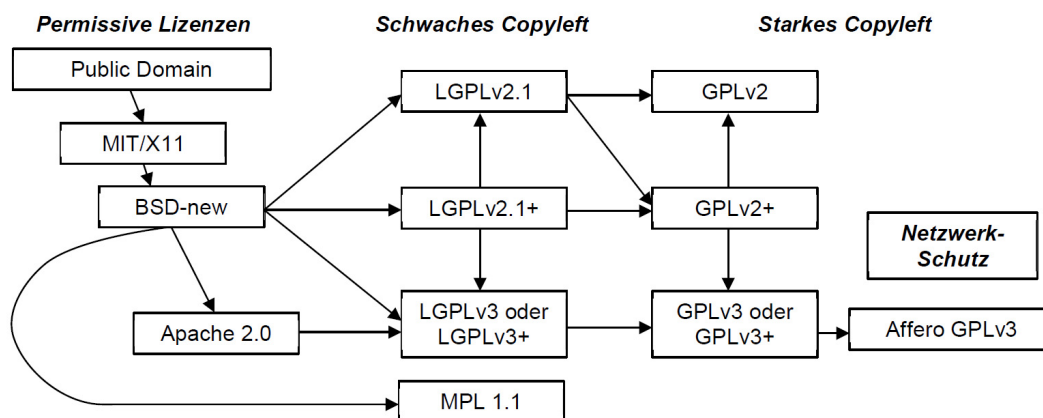 Permissive Lizenzen
Schwaches Copyleft
Starkes Copyleft
Public Domain
LGPLv2.1
GPLv2
MIT/X11
BSD-new
LGPLv2.1+
GPLv2+
Netzwerk-
Schutz
Apache 2.0
LGPLv3 oder
LGPLv3+
GPLv3 oder
GPLv3+
Affero GPLv3
MPL 1.1